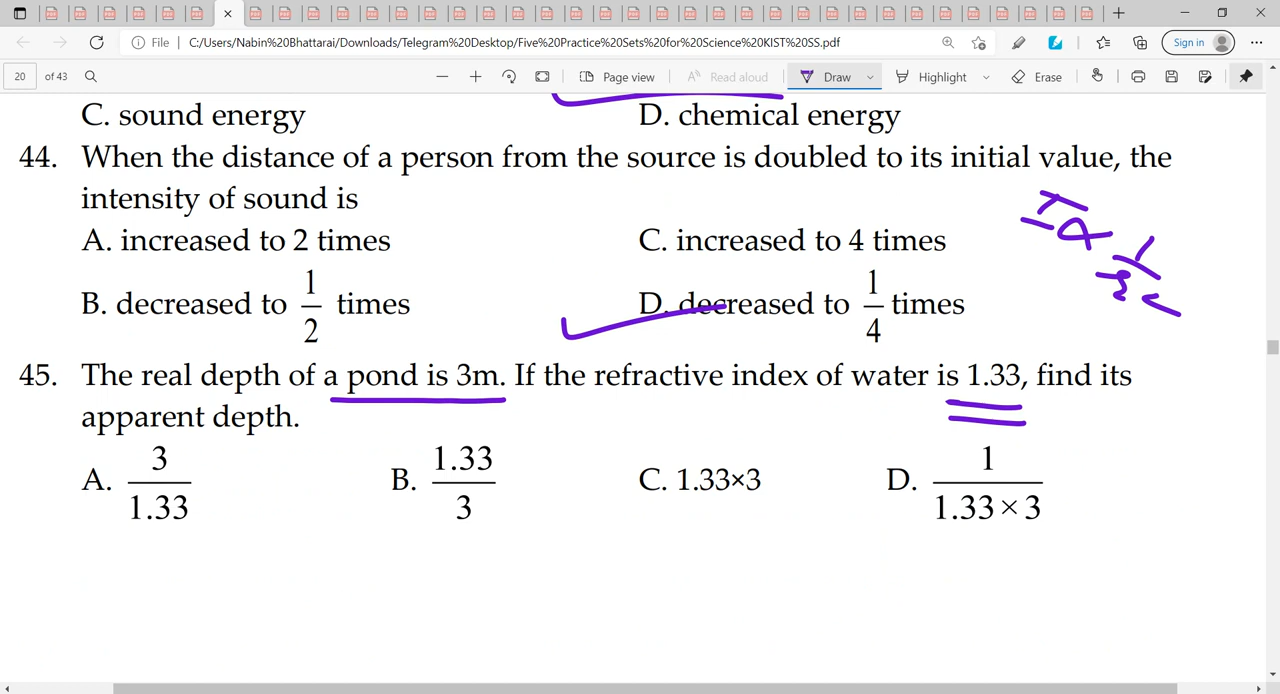 File | C:/Users/Nabin%20Bhattarai/Downloads/Telegram%20Desktop/Five%20Practice%20Sets%20for%20Science%20KIST%20SS.pdf
Sign in
20 of 43
Page view
Read aloud
Draw
Highlight
Erase
C. sound energy D. chemical energy
44. When the distance of a person from the source is doubled to its initial value, the
intensity of sound is
A. increased to 2 times C. increased to 4 times
B. decreased to 1/2 times D. decreased to 1/4 times
45. The real depth of a pond is 3m. If the refractive index of water is 1.33, find its
apparent depth.
A. 3/1.33 B. 1.33/3 C. 1.33×3 D. 1/(1.33 × 3)